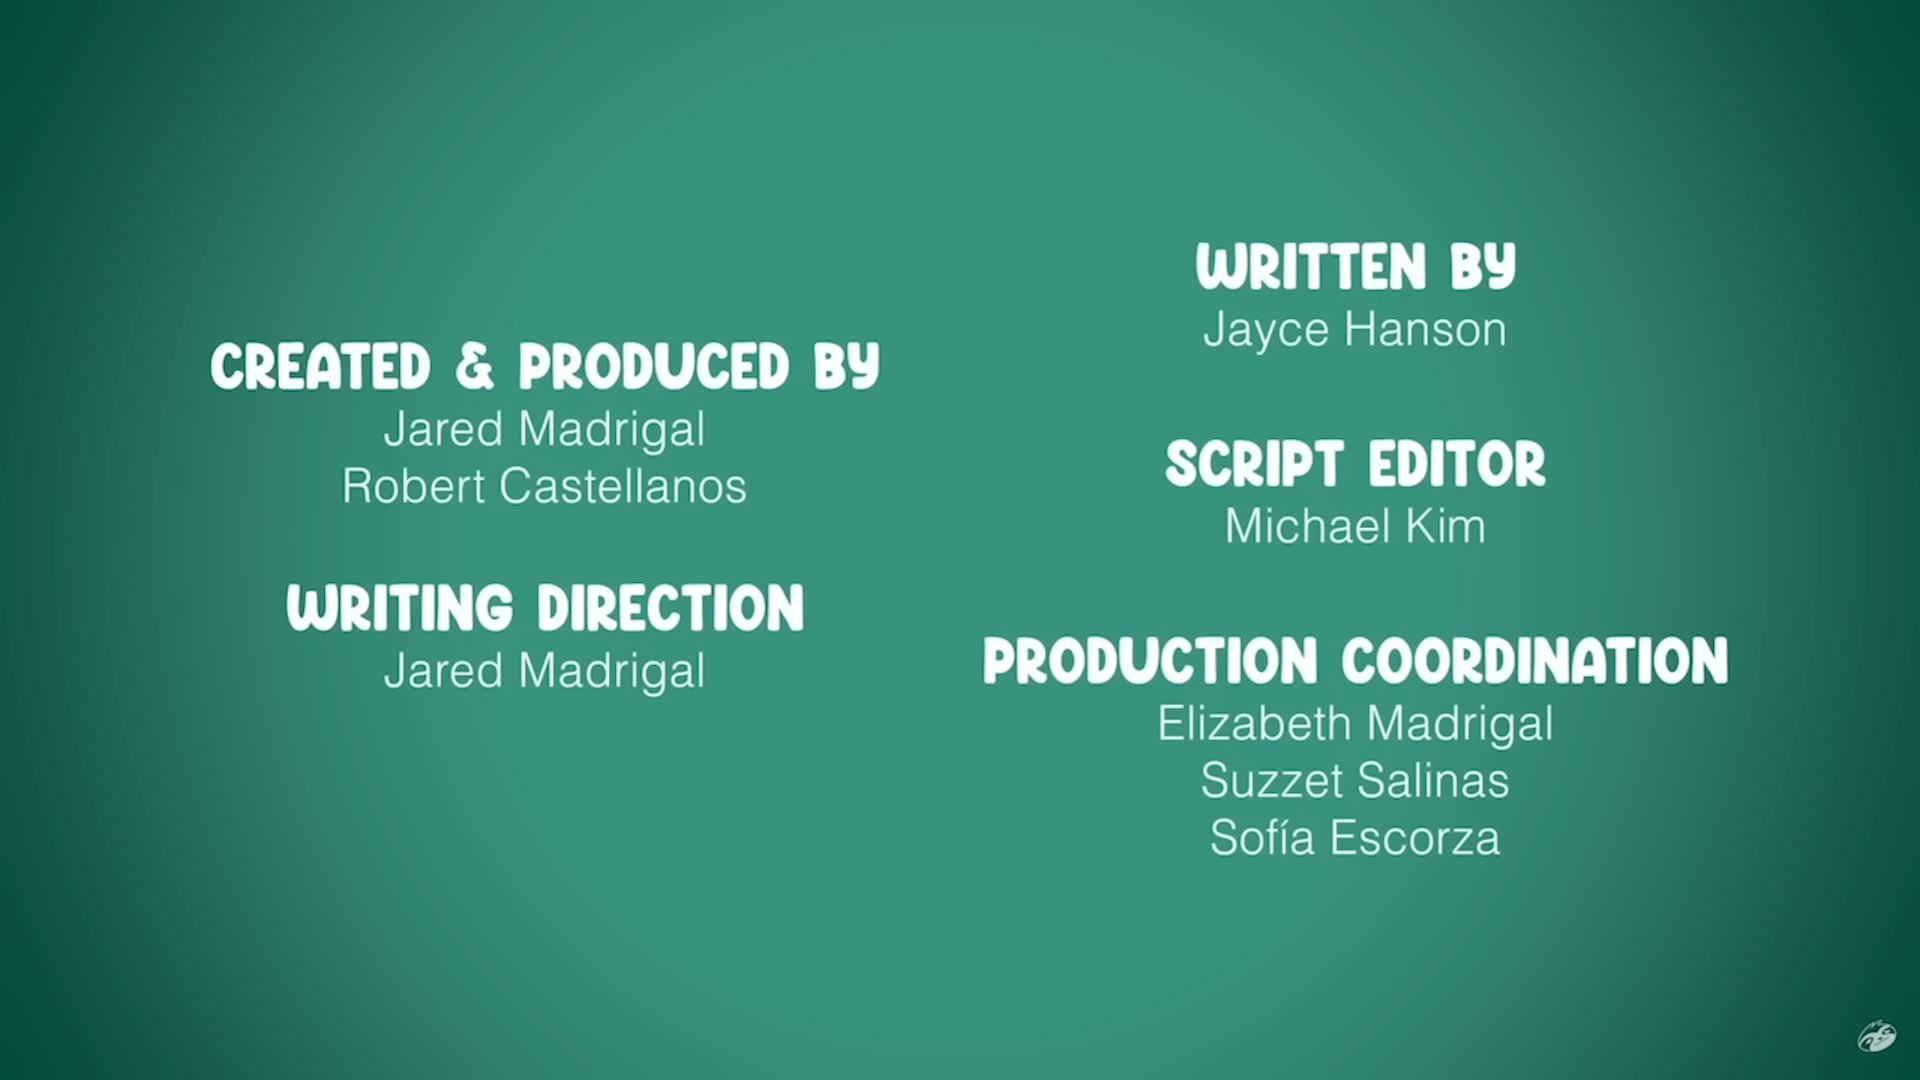 CREATED & PRODUCED BY
Jared Madrigal
Robert Castellanos
WRITING DIRECTION
Jared Madrigal
WRITTEN BY
Jayce Hanson
SCRIPT EDITOR
Michael Kim
PRODUCTION COORDINATION
Elizabeth Madrigal
Suzzet Salinas
Sofía Escorza